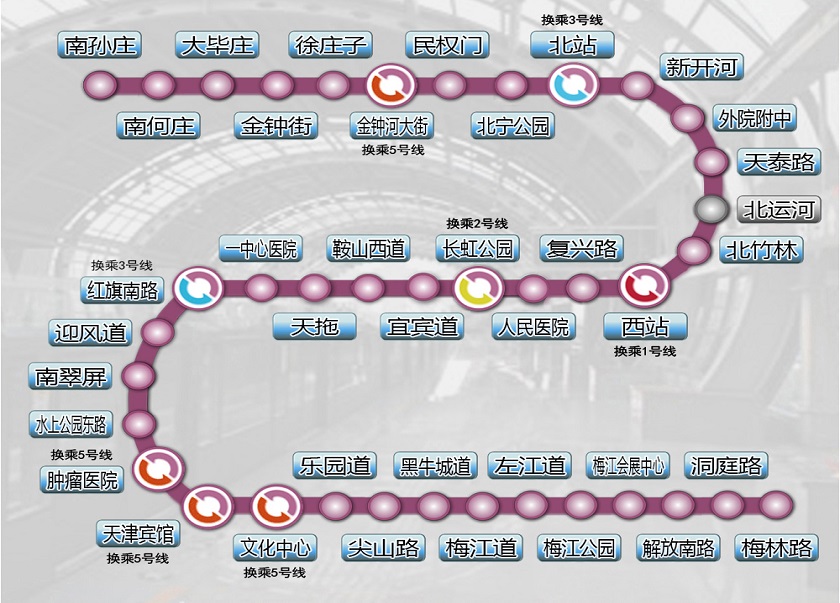 换乘3号线
南孙庄
大毕庄
徐庄子
民权门
北站
新开河
南何庄
金钟街
金钟河大街
北宁公园
外院附中
换乘5号线
天泰路
北运河
换乘2号线
一中心医院
鞍山西道
长虹公园
复兴路
北竹林
换乘3号线
红旗南路
天拖
宜宾道
人民医院
西站
迎风道
换乘1号线
南翠屏
水上公园东路
换乘5号线
肿瘤医院
乐园道
黑牛城道
左江道
梅江会展中心
洞庭路
天津宾馆
换乘5号线
文化中心
尖山路
梅江道
梅江公园
解放南路
梅林路
换乘5号线